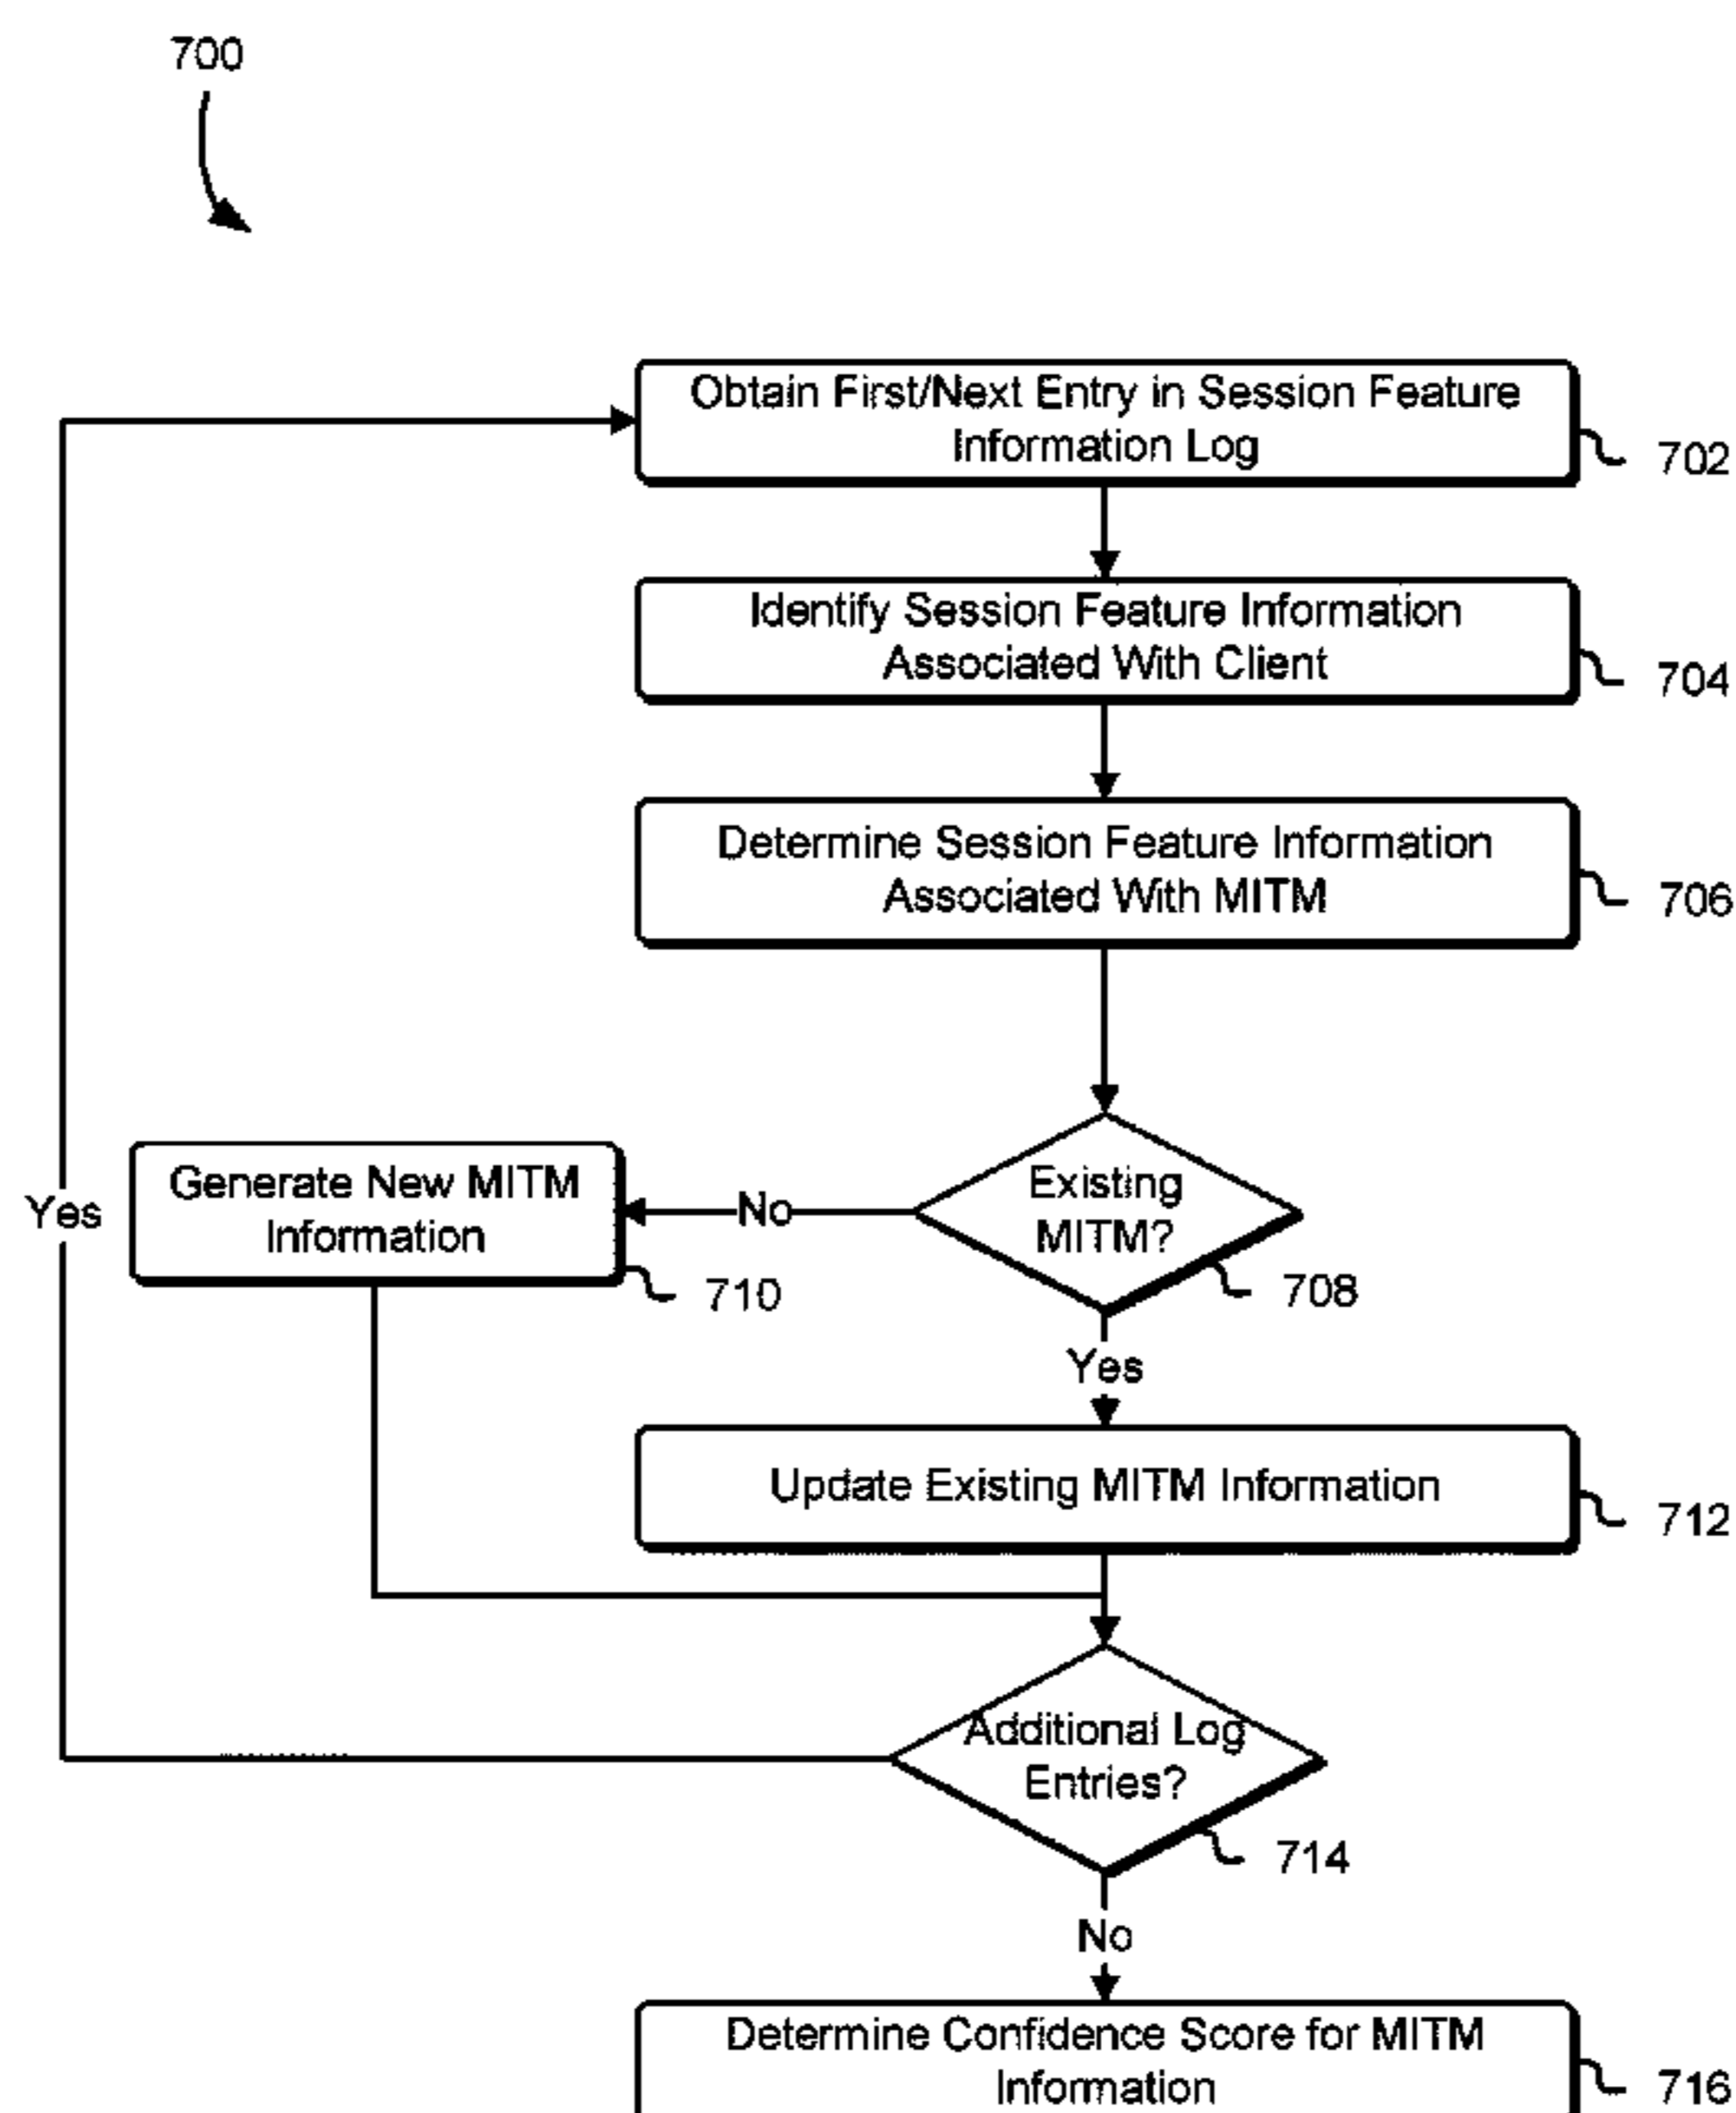 700
Obtain First/Next Entry in Session Feature
Information Log
702
Identify Session Feature Information
Associated With Client
704
Determine Session Feature Information
Associated With MITM
706
Existing
MITM?
708
No
Generate New MITM
Information
710
Yes
Yes
Update Existing MITM Information
712
Additional Log
Entries?
714
No
Determine Confidence Score for MITM
Information
716